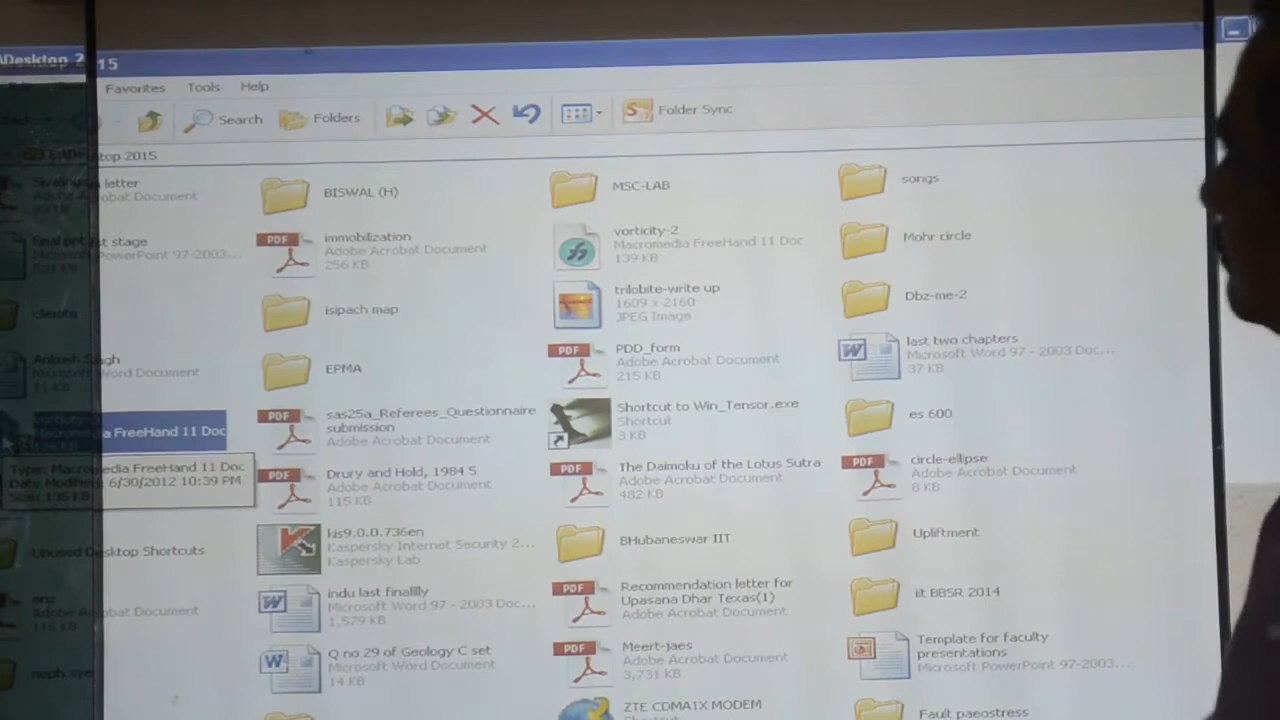 \Desktop 2015
Favorites Tools Help
Search Folders Folder Sync
Desktop 2015
letter
Adobe Acrobat Document
final ppt 1st stage
Microsoft PowerPoint 97-2003...
climate
Ankush Singh
Word Document
11 KB
Macromedia FreeHand 11 Doc
Type: Macromedia FreeHand 11 Doc
Date Modified: 6/30/2012 10:39 PM
Size: 135 KB
Unused Desktop Shortcuts
Acrobat Document
116 KB
BISWAL (H)
immobilization
Adobe Acrobat Document
256 KB
isipach map
EPMA
sas25a_Referees_Questionnaire
submission
Adobe Acrobat Document
Drury and Hold, 1984 S
Adobe Acrobat Document
115 KB
kis9.0.0.736en
Kaspersky Internet Security 2...
Kaspersky Lab
indu last finallly
Microsoft Word 97 - 2003 Doc...
1,579 KB
Q no 29 of Geology C set
Microsoft Word Document
14 KB
MSC-LAB
vorticity-2
Macromedia FreeHand 11 Doc
139 KB
trilobite-write up
1609 x 2160
JPEG Image
PDD_form
Adobe Acrobat Document
215 KB
Shortcut to Win_Tensor.exe
Shortcut
3 KB
The Daimoku of the Lotus Sutra
Adobe Acrobat Document
482 KB
BHubaneswar IIT
Recommendation letter for
Upasana Dhar Texas(1)
Adobe Acrobat Document
Meert-jaes
Adobe Acrobat Document
3,731 KB
ZTE CDMA1X MODEM
Shortcut
songs
Mohr circle
Dbz-me-2
last two chapters
Microsoft Word 97 - 2003 Doc...
37 KB
es 600
circle-ellipse
Adobe Acrobat Document
8 KB
Upliftment
iit BBSR 2014
Template for faculty
presentations
Microsoft PowerPoint 97-2003...
Fault paeostress